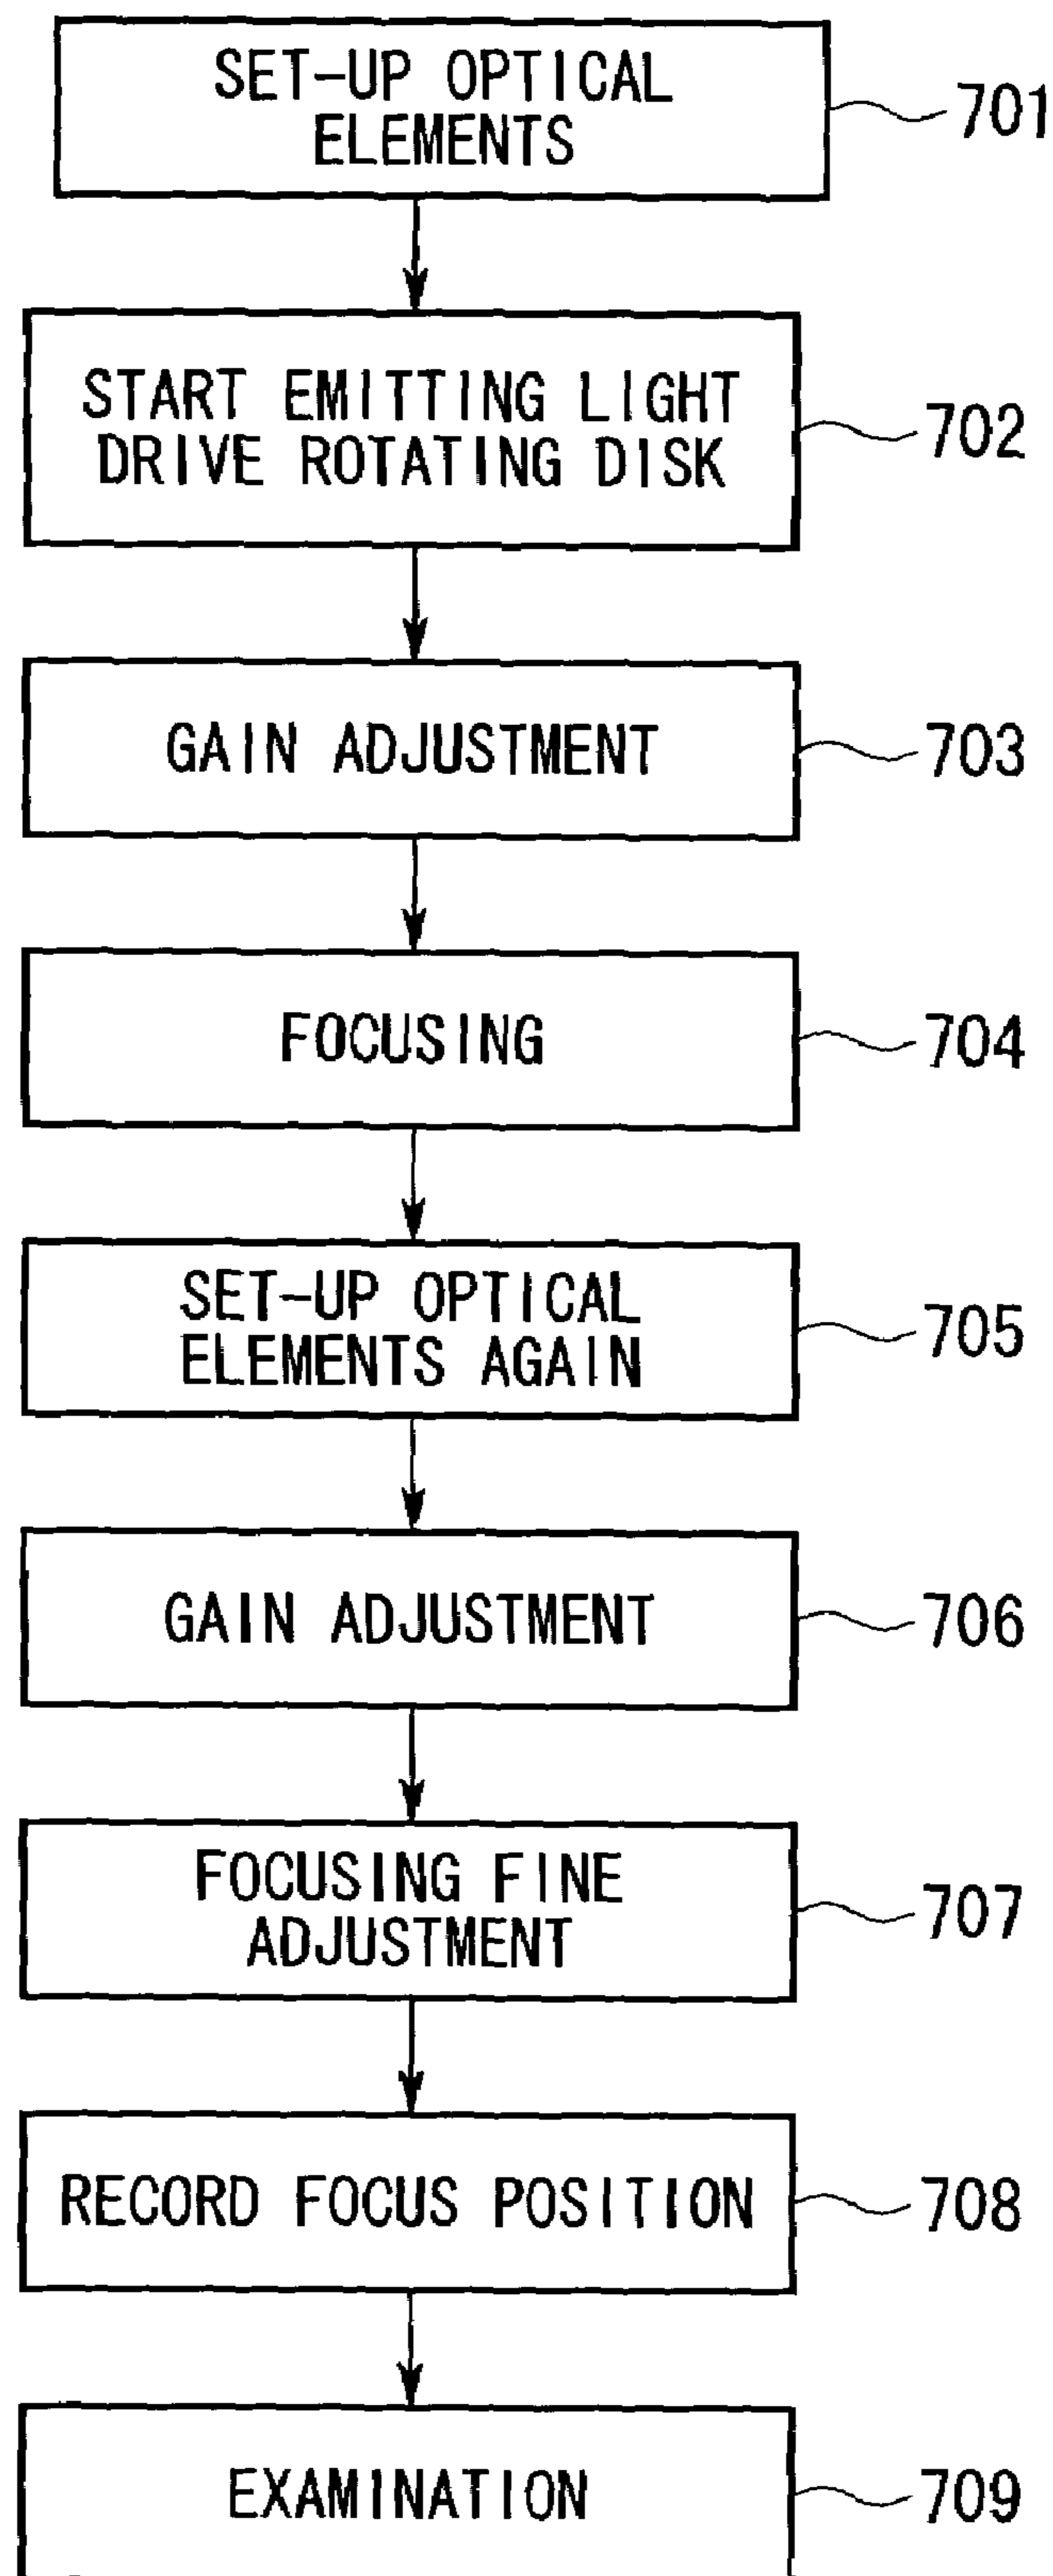 SET-UP OPTICAL
ELEMENTS
701
START EMITTING LIGHT
DRIVE ROTATING DISK
702
GAIN ADJUSTMENT
703
FOCUSING
704
SET-UP OPTICAL
ELEMENTS AGAIN
705
GAIN ADJUSTMENT
706
FOCUSING FINE
ADJUSTMENT
707
RECORD FOCUS POSITION
708
EXAMINATION
709